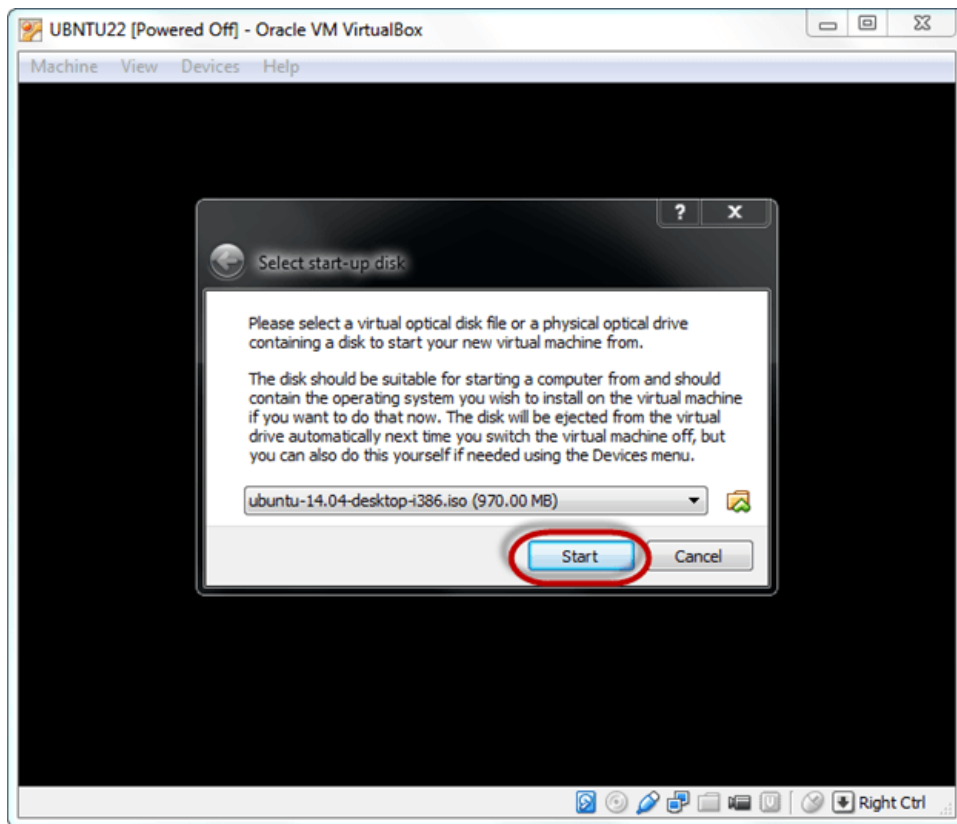 UBNTU22 [Powered Off] - Oracle VM VirtualBox
Machine View Devices Help
Select start-up disk
Please select a virtual optical disk file or a physical optical drive
containing a disk to start your new virtual machine from.
The disk should be suitable for starting a computer from and should
contain the operating system you wish to install on the virtual machine
if you want to do that now. The disk will be ejected from the virtual
drive automatically next time you switch the virtual machine off, but
you can also do this yourself if needed using the Devices menu.
ubuntu-14.04-desktop-i386.iso (970.00 MB)
Start Cancel
Right Ctrl